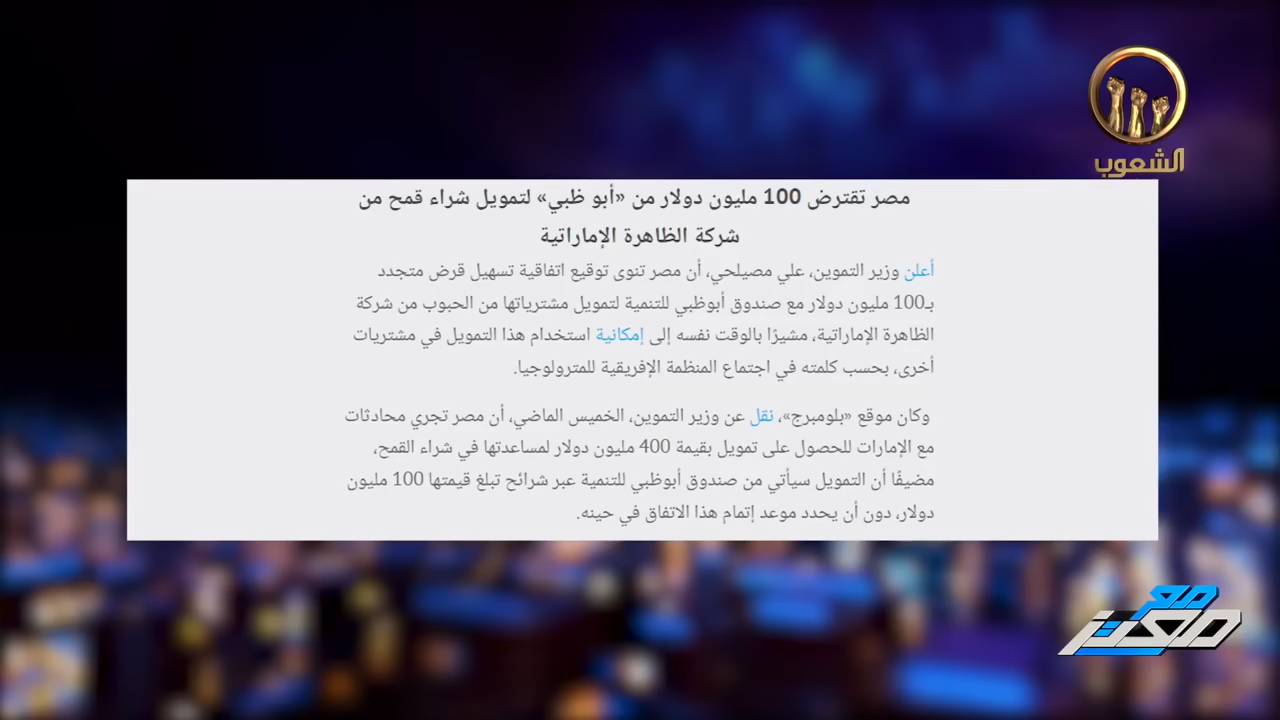 الشعوب
مصر تقترض 100 مليون دولار من «أبو ظبي» لتمويل شراء قمح من
شركة الظاهرة الإماراتية
أعلن وزير التموين، علي مصيلحي، أن مصر تنوى توقيع اتفاقية تسهيل قرض متجدد
بـ100 مليون دولار مع صندوق أبوظبي للتنمية لتمويل مشترياتها من الحبوب من شركة
الظاهرة الإماراتية، مشيرًا بالوقت نفسه إلى إمكانية استخدام هذا التمويل في مشتريات
أخرى، بحسب كلمته في اجتماع المنظمة الإفريقية للمترولوجيا.
وكان موقع «بلومبرج»، نقل عن وزير التموين، الخميس الماضي، أن مصر تجري محادثات
مع الإمارات للحصول على تمويل بقيمة 400 مليون دولار لمساعدتها في شراء القمح،
مضيفًا أن التمويل سيأتي من صندوق أبوظبي للتنمية عبر شرائح تبلغ قيمتها 100 مليون
دولار، دون أن يحدد موعد إتمام هذا الاتفاق في حينه.
مع
معتز